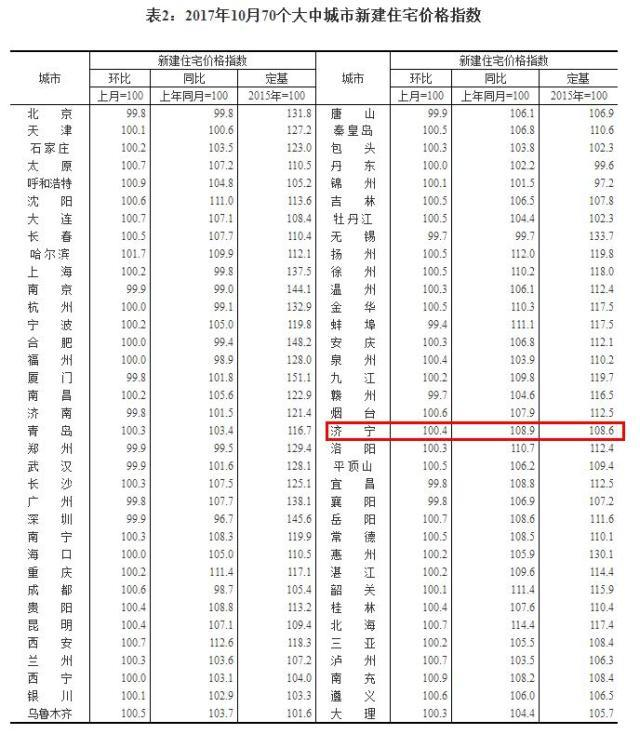 表2：2017年10月70个大中城市新建住宅价格指数
城市 新建住宅价格指数 城市 新建住宅价格指数
环比 同比 定基 环比 同比 定基
上月=100 上年同月=100 2015年=100 上月=100 上年同月=100 2015年=100
北京 99.8 99.8 131.8 唐山 99.9 106.1 106.9
天津 100.1 100.6 127.2 秦皇岛 100.5 106.8 110.6
石家庄 100.2 103.5 123.0 包头 100.3 103.8 102.3
太原 100.7 107.2 110.5 丹东 100.0 102.2 99.6
呼和浩特 100.9 104.8 105.2 锦州 100.1 101.5 97.2
沈阳 100.6 111.0 113.6 吉林 100.5 106.5 107.8
大连 100.7 107.1 108.4 牡丹江 100.5 104.4 102.3
长春 100.5 107.7 110.4 无锡 99.7 99.7 133.7
哈尔滨 101.7 109.9 112.1 扬州 100.5 112.0 119.8
上海 100.2 99.8 137.5 徐州 100.5 110.2 118.0
南京 99.9 99.0 144.1 温州 100.3 106.1 112.4
杭州 100.0 99.1 132.9 金华 100.5 110.3 117.5
宁波 100.2 105.0 119.8 蚌埠 99.4 111.1 117.5
合肥 100.0 99.4 148.2 安庆 100.3 106.8 112.1
福州 100.0 98.9 128.0 泉州 100.4 103.9 110.2
厦门 99.8 101.8 151.1 九江 100.2 109.8 119.7
南昌 100.2 105.6 122.9 赣州 99.7 104.6 116.5
济南 99.8 101.5 121.4 烟台 100.6 107.9 112.5
青岛 100.3 103.4 116.7 济宁 100.4 108.9 108.6
郑州 99.9 99.5 129.4 洛阳 100.3 110.7 112.4
武汉 99.9 101.6 128.1 平顶山 100.5 106.2 109.4
长沙 100.3 107.5 125.1 宜昌 99.8 108.8 112.5
广州 99.8 107.7 138.1 襄阳 99.8 106.9 107.2
深圳 99.9 96.7 145.6 岳阳 100.7 108.6 111.6
南宁 100.3 108.3 119.9 常德 100.5 108.5 110.1
海口 100.0 105.0 110.5 惠州 100.2 105.9 130.1
重庆 100.2 111.4 117.1 湛江 100.2 109.6 114.4
成都 100.6 98.7 105.4 韶关 100.1 111.4 115.9
贵阳 100.4 108.8 113.2 桂林 100.4 107.6 110.4
昆明 100.4 107.1 109.4 北海 100.7 114.4 117.4
西安 100.7 112.6 118.3 三亚 100.2 105.5 108.4
兰州 100.3 103.6 107.2 泸州 100.7 103.5 106.3
西宁 100.0 103.1 104.0 南充 100.9 108.2 108.4
银川 100.1 102.9 103.3 遵义 100.6 106.0 106.5
乌鲁木齐 100.5 103.7 101.6 大理 100.3 104.4 105.7